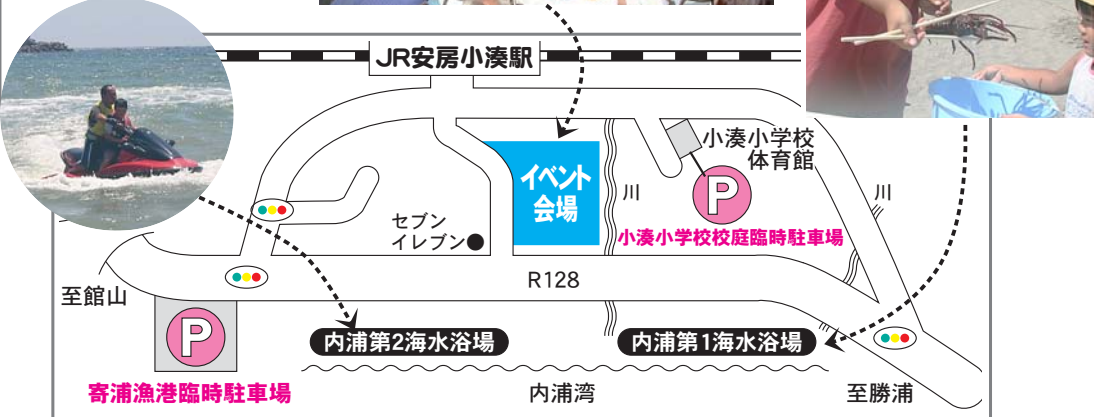 JR安房小湊駅
小湊小学校
体育館
イベント
会場
川
P
川
小湊小学校校庭臨時駐車場
セブン
イレブン
R128
至館山
P
内浦第2海水浴場
内浦第1海水浴場
寄浦漁港臨時駐車場
内浦湾
至勝浦